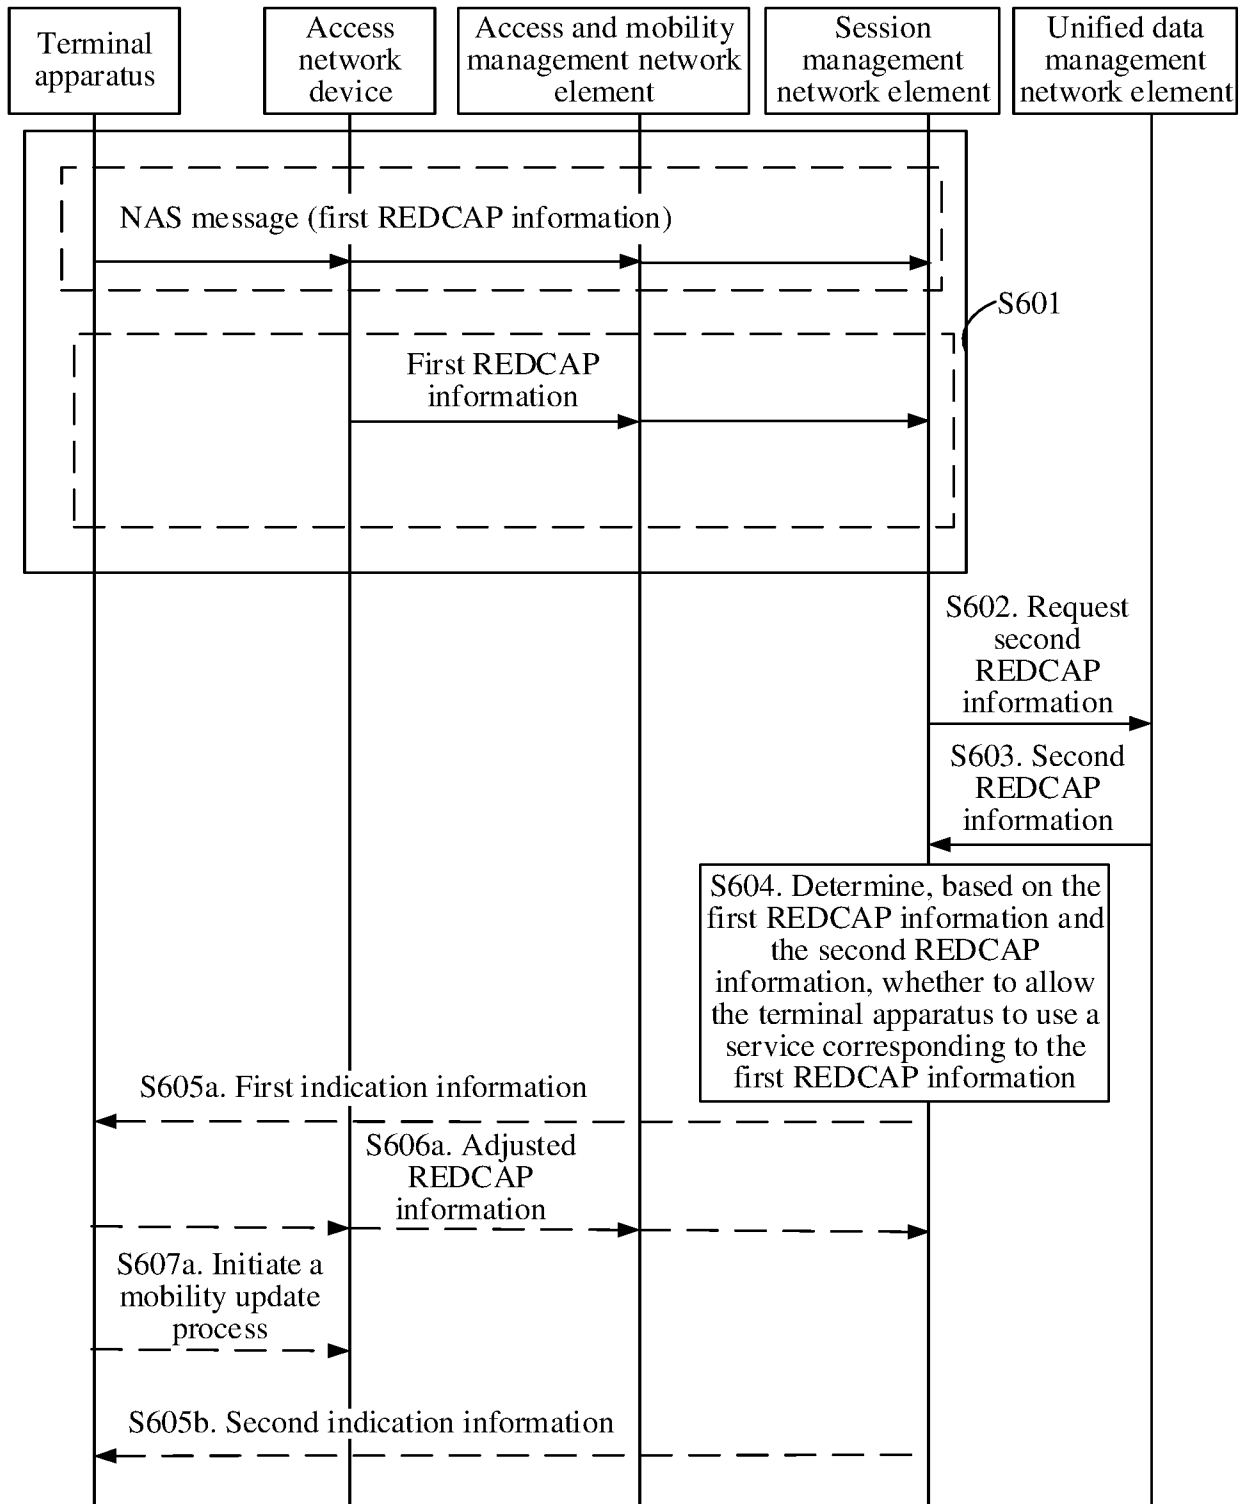 Terminal
apparatus
Access
network
device
Access and mobility
management network
element
Session
management
network element
Unified data
management
network element
NAS message (first REDCAP information)
S601
First REDCAP
information
S602. Request
second
REDCAP
information
S603. Second
REDCAP
information
S604. Determine, based on the
first REDCAP information and
the second REDCAP
information, whether to allow
the terminal apparatus to use a
service corresponding to the
first REDCAP information
S605a. First indication information
S606a. Adjusted
REDCAP
information
S607a. Initiate a
mobility update
process
S605b. Second indication information